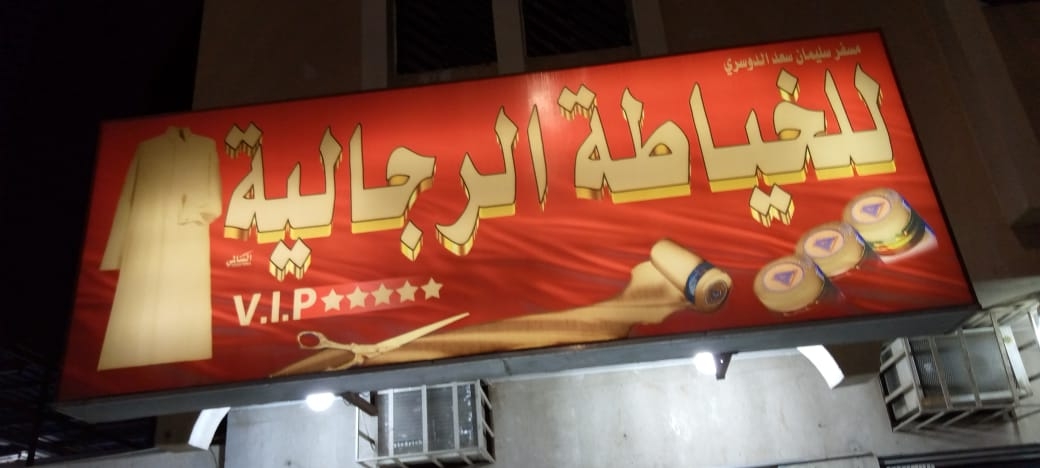 مسفر سليمان سعد الدوسري
للخياطة الرجالية
V.I.P